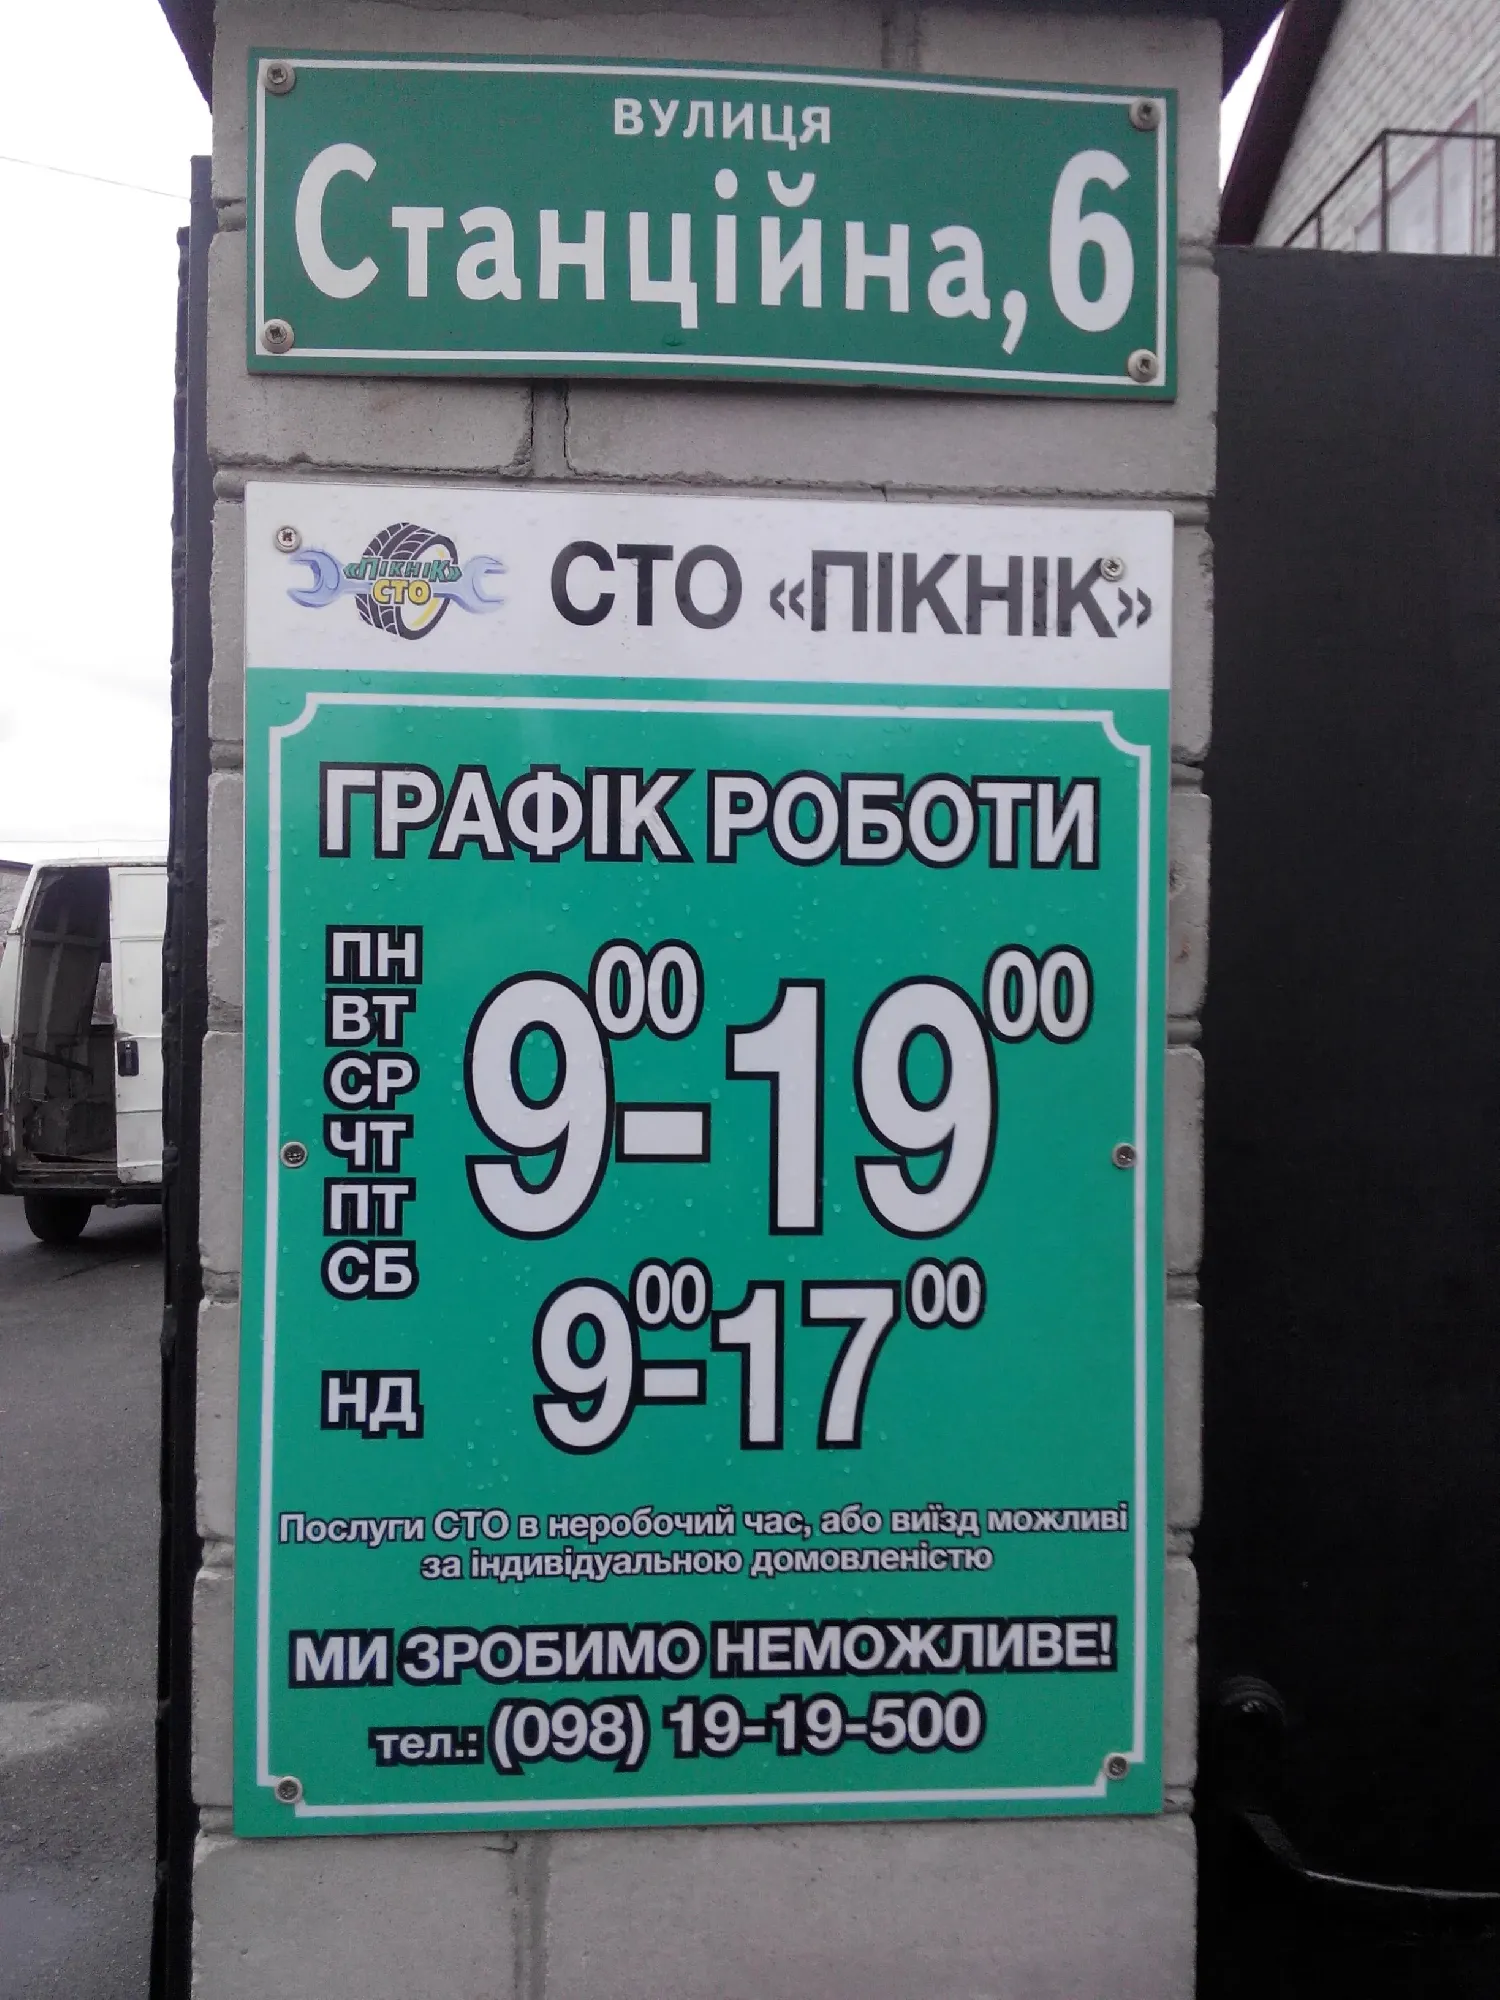 ВУЛИЦЯ
Станційна, 6
«ПІКНІК»
СТО
СТО «ПІКНІК»
ГРАФІК РОБОТИ
ПН
ВТ
СР
ЧТ
ПТ
СБ
9⁰⁰-19⁰⁰
НД
9⁰⁰-17⁰⁰
Послуги СТО в неробочий час, або виїзд можливі
за індивідуальною домовленістю
МИ ЗРОБИМО НЕМОЖЛИВЕ!
тел.: (098) 19-19-500